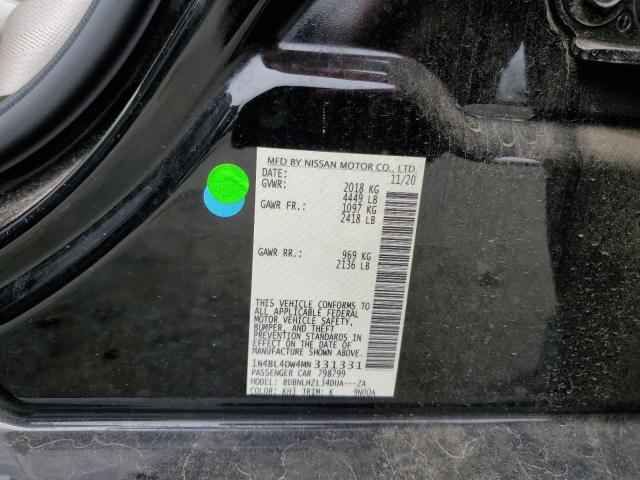 MFD BY NISSAN MOTOR CO., LTD
DATE: 11/20
GVWR: 2018 KG
4449 LB
GAWR FR.: 1097 KG
2418 LB
GAWR RR.: 969 KG
2136 LB
THIS VEHICLE CONFORMS TO
ALL APPLICABLE FEDERAL
MOTOR VEHICLE SAFETY,
BUMPER, AND THEFT
PREVENTION STANDARDS IN
EFFECT ON THE DATE OF
MANUFACTURE SHOWN ABOVE.
1N4BL4DW4MN331331
PASSENGER CAR 798799
MODEL: BDBNLHZL34DUA---ZA
COLOR: KH3 TRIM: K 9N00A